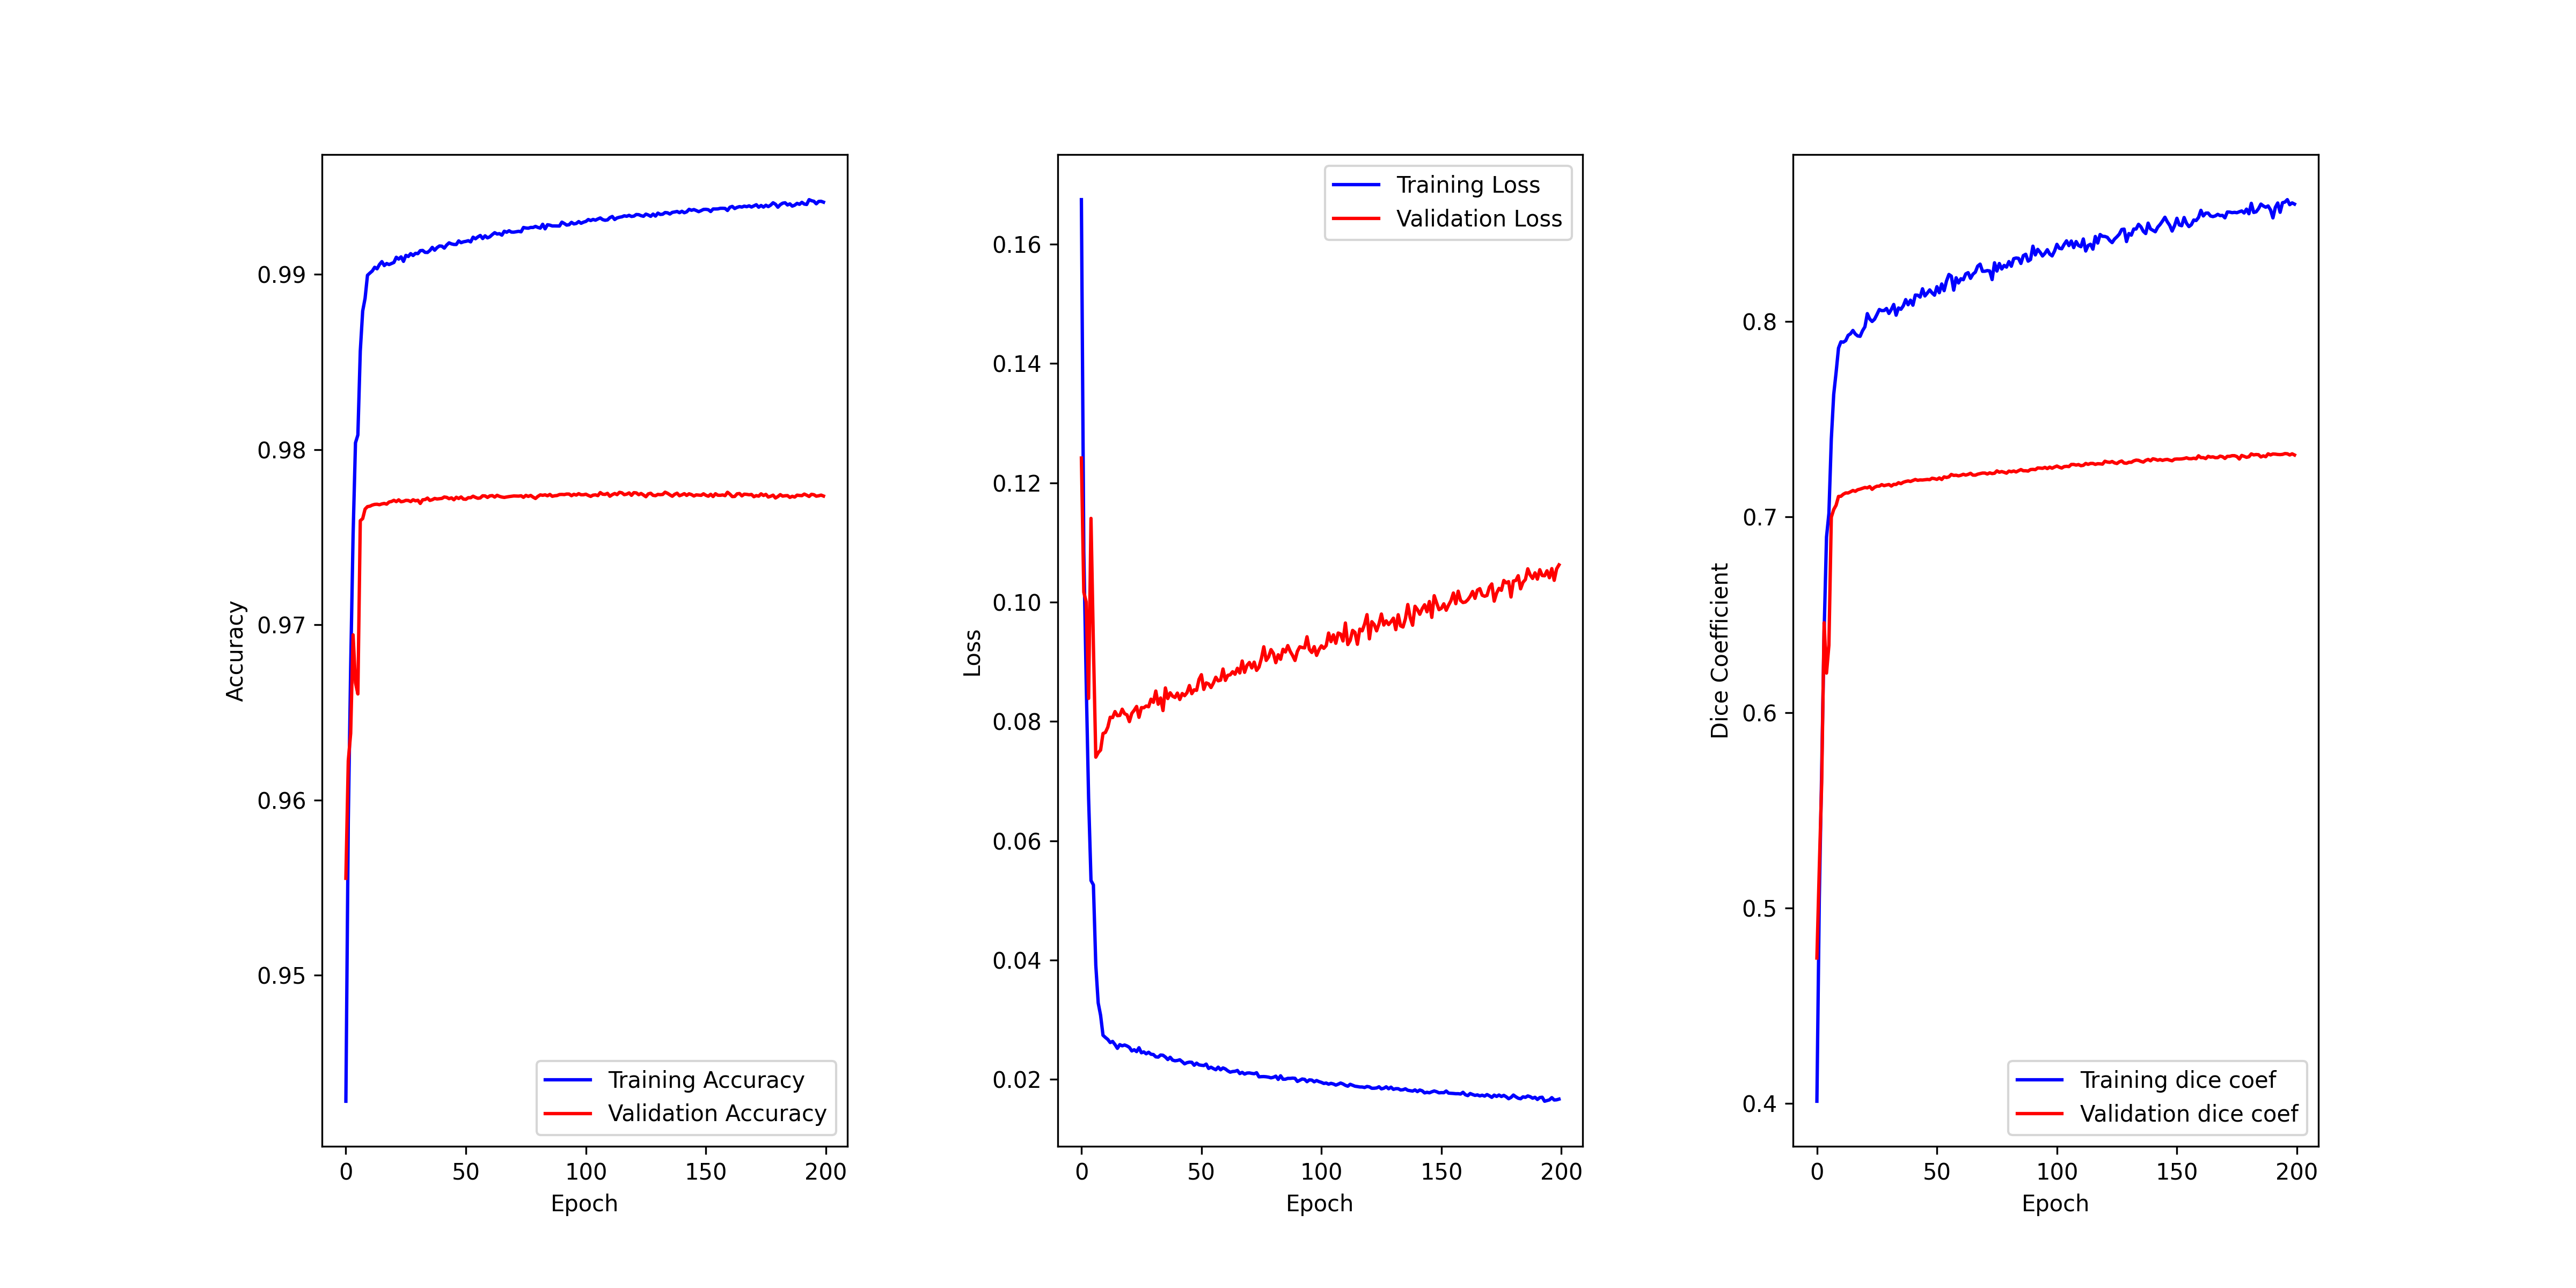 Accuracy
0.99
0.98
0.97
0.96
0.95
Training Accuracy
Validation Accuracy
0 50 100 150 200
Epoch
Loss
Training Loss
Validation Loss
0.16
0.14
0.12
0.10
0.08
0.06
0.04
0.02
0 50 100 150 200
Epoch
Dice Coefficient
0.8
0.7
0.6
0.5
0.4
Training dice coef
Validation dice coef
0 50 100 150 200
Epoch